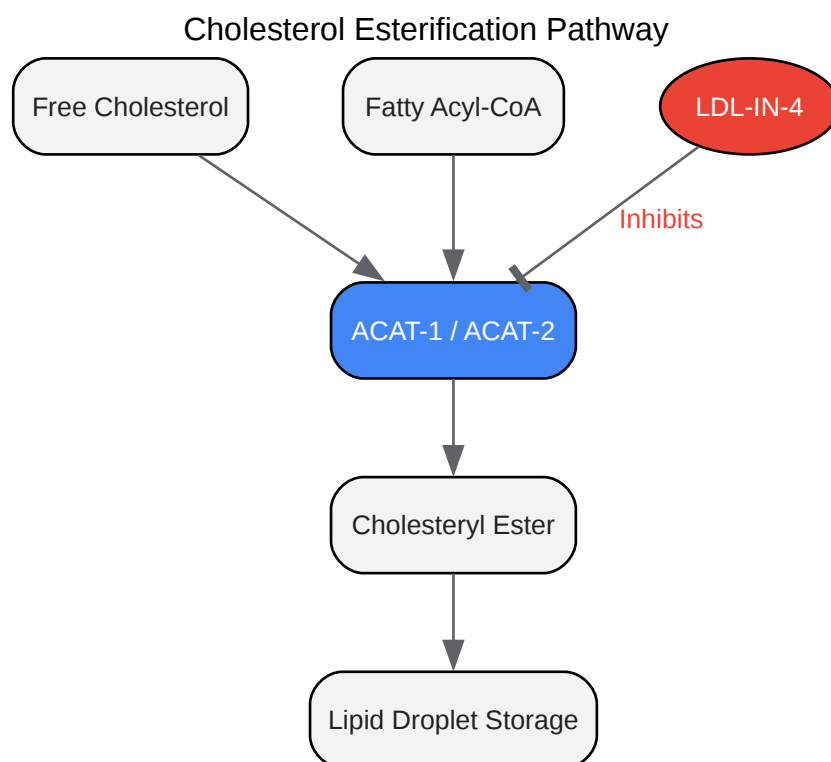 Cholesterol Esterification Pathway
Free Cholesterol
Fatty Acyl-CoA
LDL-IN-4
Inhibits
ACAT-1 / ACAT-2
Cholesteryl Ester
Lipid Droplet Storage